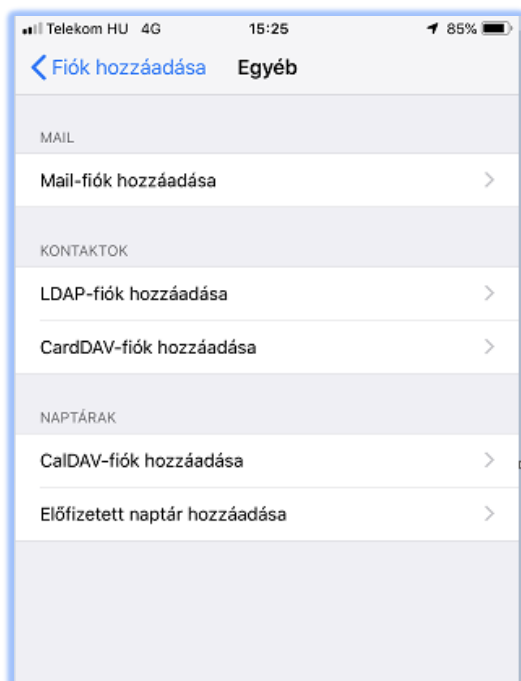 Telekom HU 4G 15:25 85%
Fiók hozzáadása Egyéb
MAIL
Mail-fiók hozzáadása
KONTAKTOK
LDAP-fiók hozzáadása
CardDAV-fiók hozzáadása
NAPTÁRAK
CalDAV-fiók hozzáadása
Előfizetett naptár hozzáadása